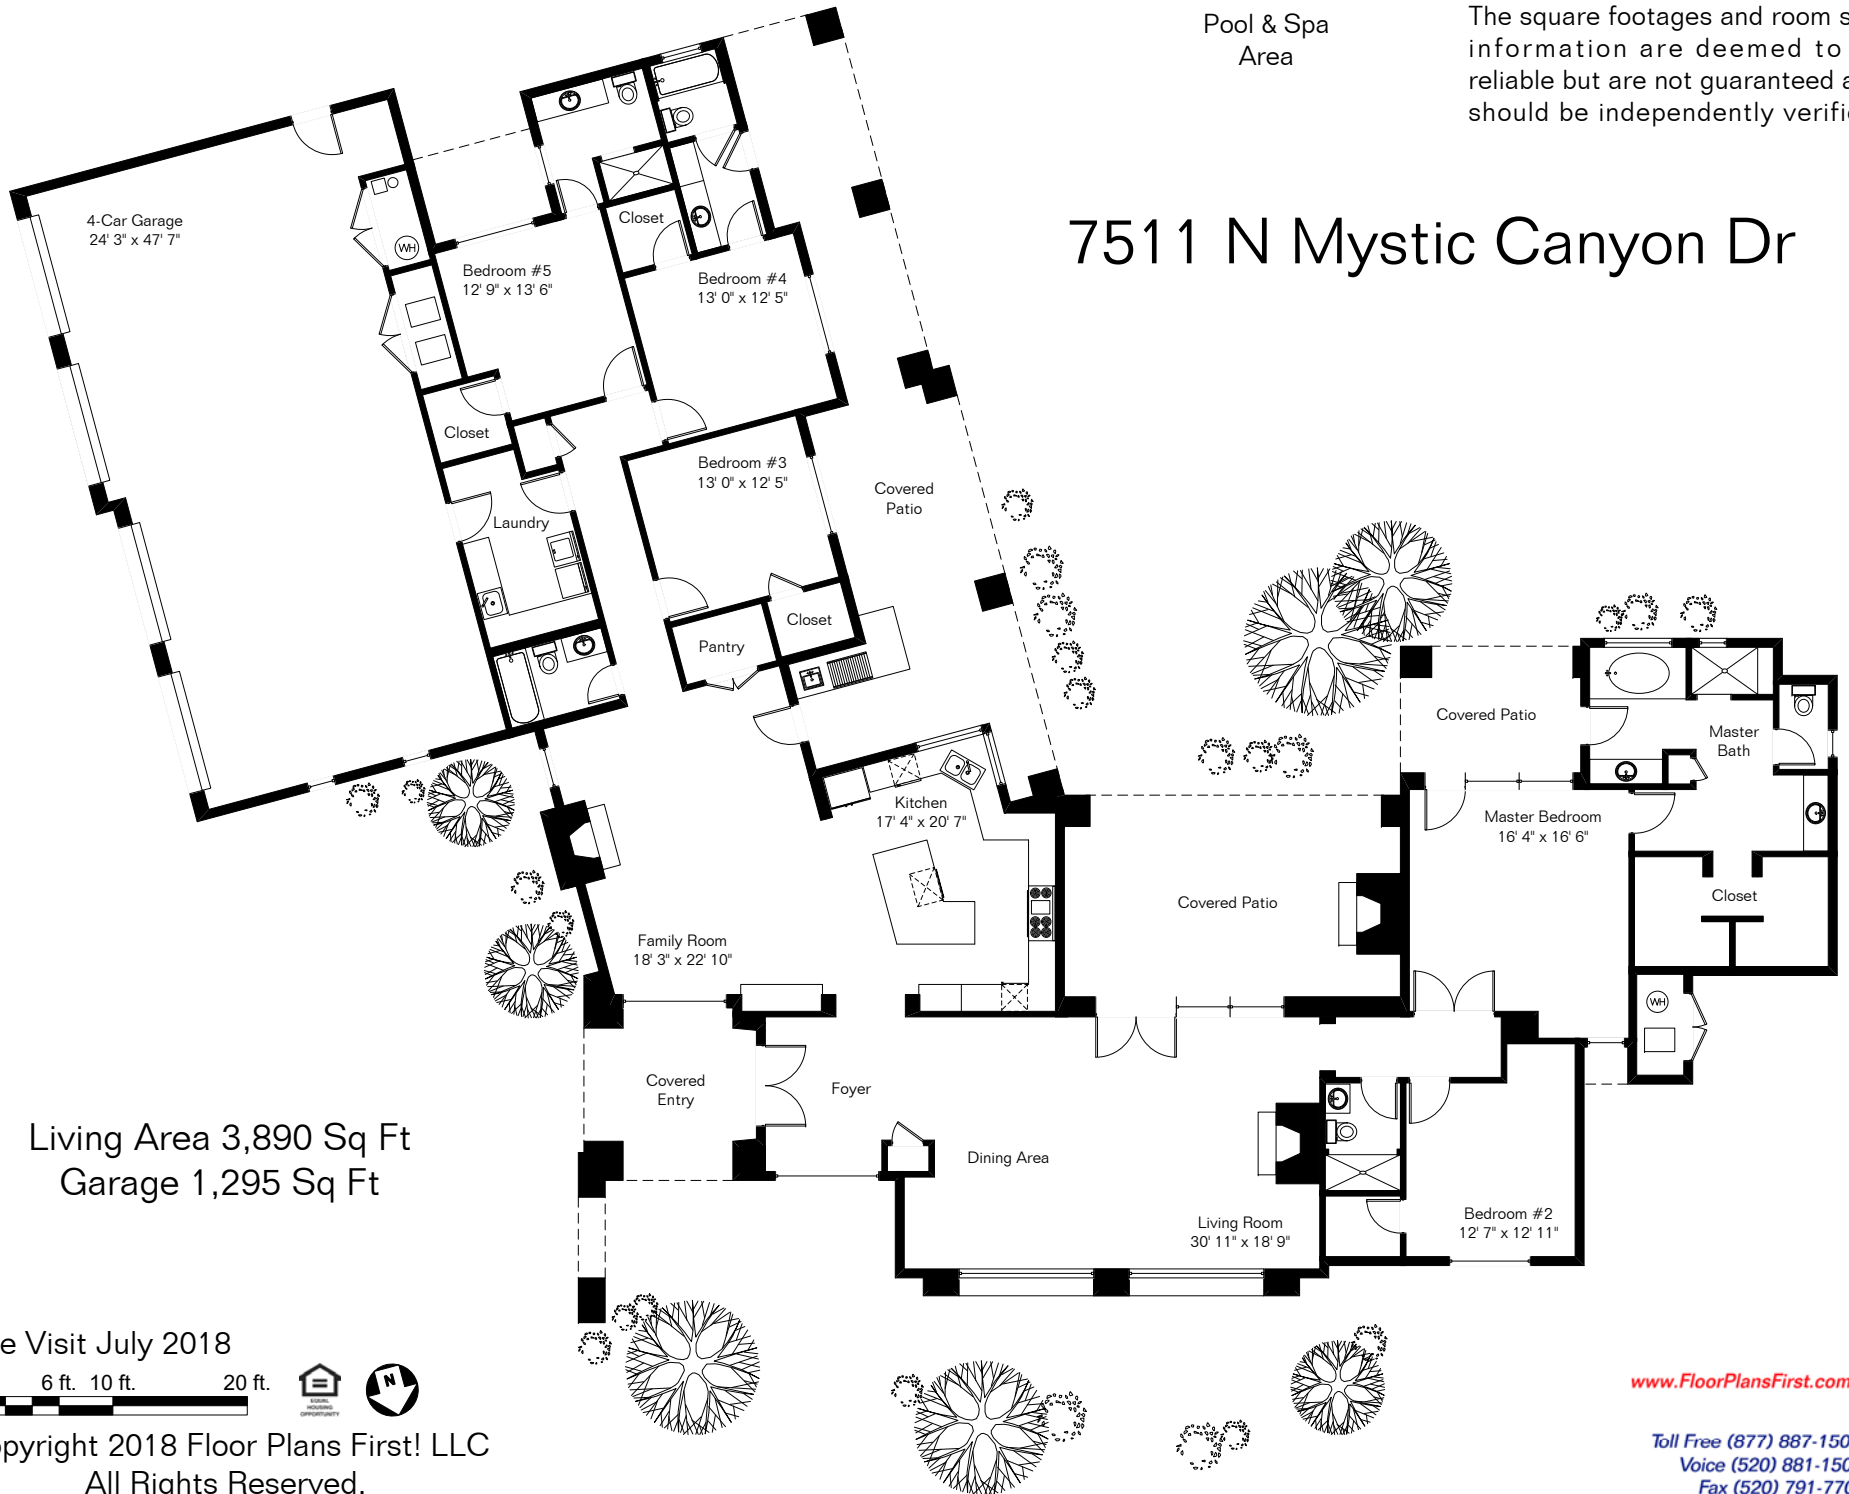 Pool & Spa
Area
The square footages and room s
information are deemed to
reliable but are not guaranteed a
should be independently verifi
7511 N Mystic Canyon Dr
4-Car Garage
24' 3" x 47' 7"
WH
Closet
Bedroom #5
12' 9" x 13' 6"
Bedroom #4
13' 0" x 12' 5"
Closet
Bedroom #3
13' 0" x 12' 5"
Covered
Patio
Laundry
Closet
Pantry
Covered Patio
Master
Bath
Kitchen
17' 4" x 20' 7"
Master Bedroom
16' 4" x 16' 6"
Closet
Covered Patio
Family Room
18' 3" x 22' 10"
WH
Covered
Entry
Foyer
Dining Area
Living Room
30' 11" x 18' 9"
Bedroom #2
12' 7" x 12' 11"
Living Area 3,890 Sq Ft
Garage 1,295 Sq Ft
e Visit July 2018
6 ft. 10 ft. 20 ft.
EQUAL HOUSING
OPPORTUNITY
N
opyright 2018 Floor Plans First! LLC
All Rights Reserved.
www.FloorPlansFirst.com
Toll Free (877) 887-150
Voice (520) 881-150
Fax (520) 791-770